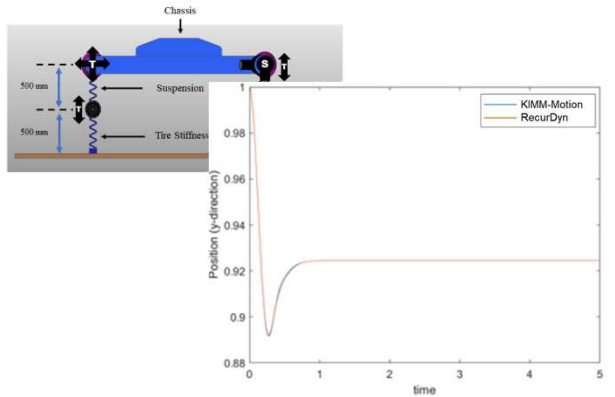 Chassis
T
S
T
500 mm
Suspension
T
500 mm
Tire Stiffness
KIMM-Motion
RecurDyn
Position (y-direction)
1
0.98
0.96
0.94
0.92
0.9
0.88
0
1
2
3
4
5
time